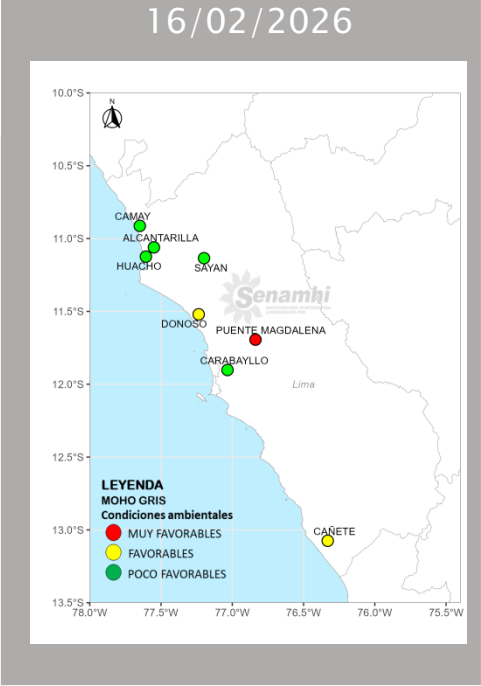 16/02/2026
10.0°S
N
10.5°S
CAMAY
11.0°S
ALCANTARILLA
HUACHO
SAYAN
Senamhi
11.5°S
DONOSO
PUENTE MAGDALENA
CARABAYLLO
12.0°S
Lima
12.5°S
LEYENDA
MOHO GRIS
Condiciones ambientales
MUY FAVORABLES
FAVORABLES
POCO FAVORABLES
13.0°S
CAÑETE
13.5°S
78.0°W 77.5°W 77.0°W 76.5°W 76.0°W 75.5°W